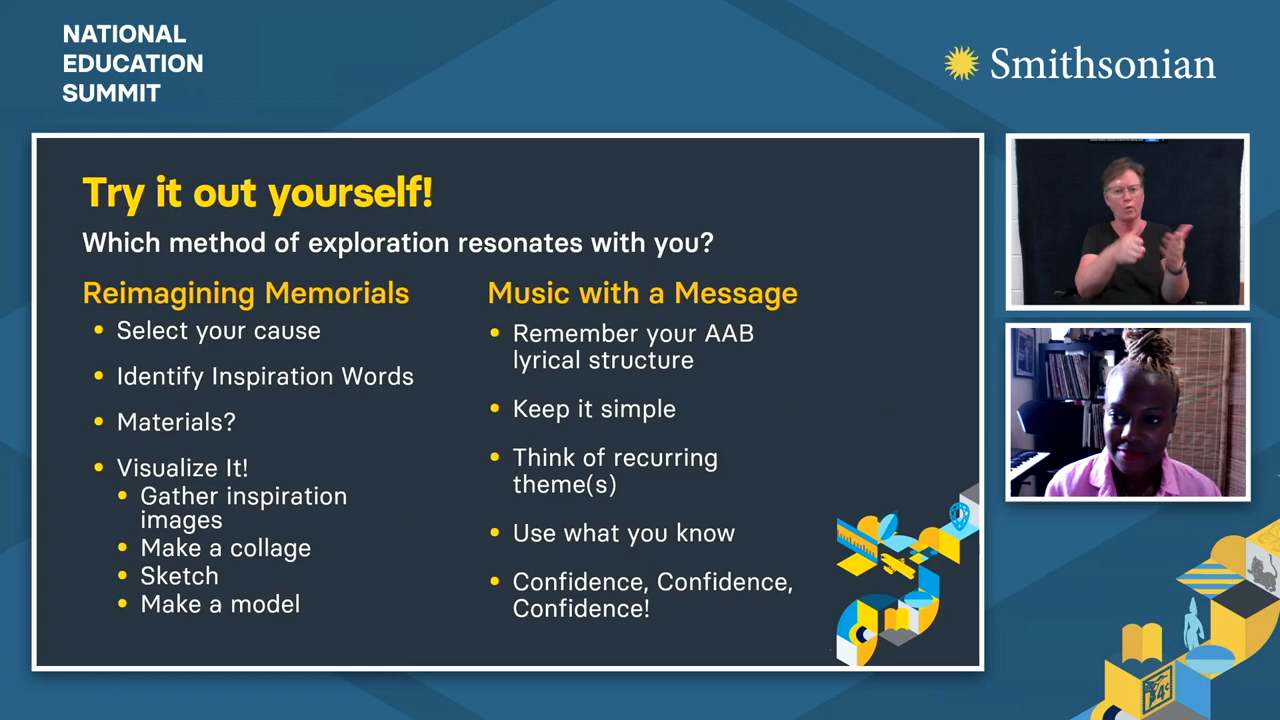 NATIONAL
EDUCATION
SUMMIT
Smithsonian
Try it out yourself!
Which method of exploration resonates with you?
Reimagining Memorials
• Select your cause
• Identify Inspiration Words
• Materials?
• Visualize It!
• Gather inspiration
images
• Make a collage
• Sketch
• Make a model
Music with a Message
• Remember your AAB
lyrical structure
• Keep it simple
• Think of recurring
theme(s)
• Use what you know
• Confidence, Confidence,
Confidence!
4c